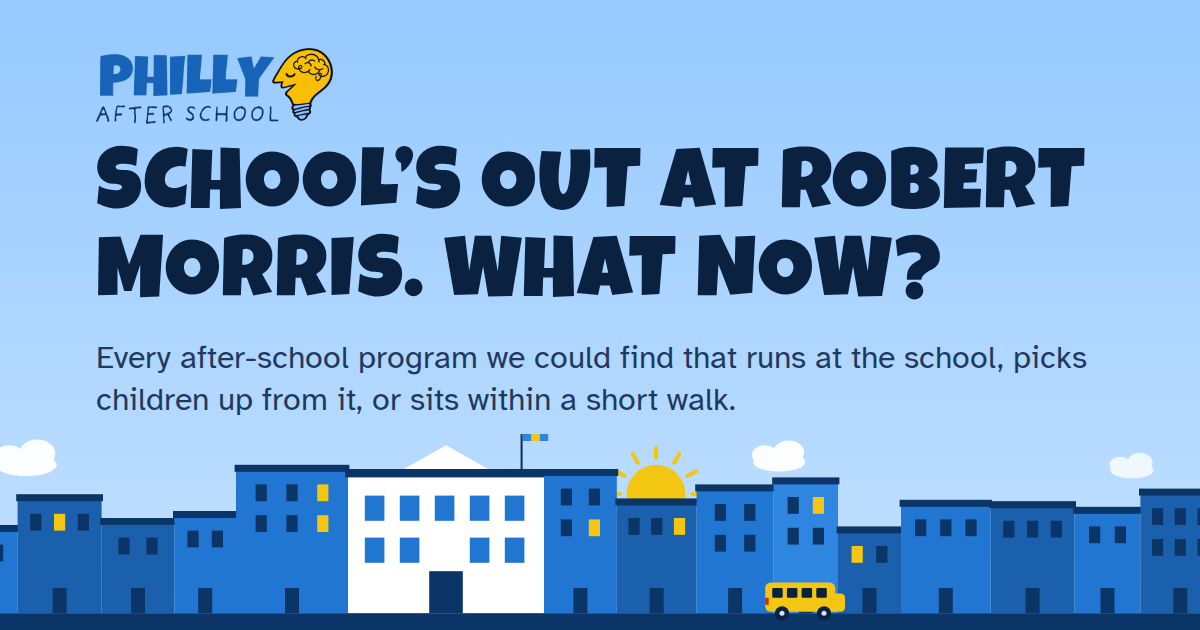 PHILLY
AFTER SCHOOL
SCHOOL’S OUT AT ROBERT
MORRIS. WHAT NOW?
Every after-school program we could find that runs at the school, picks
children up from it, or sits within a short walk.